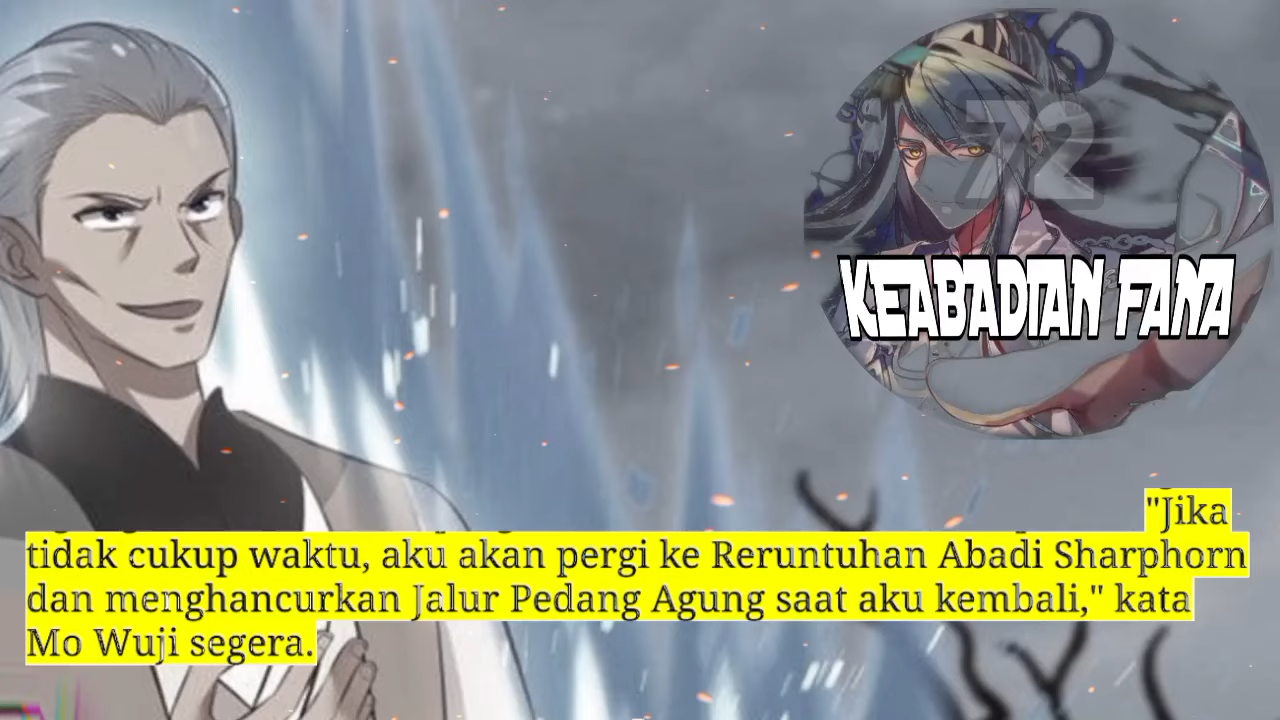 72
KEABADIAN FANA
"Jika
tidak cukup waktu, aku akan pergi ke Reruntuhan Abadi Sharphorn
dan menghancurkan Jalur Pedang Agung saat aku kembali," kata
Mo Wuji segera.